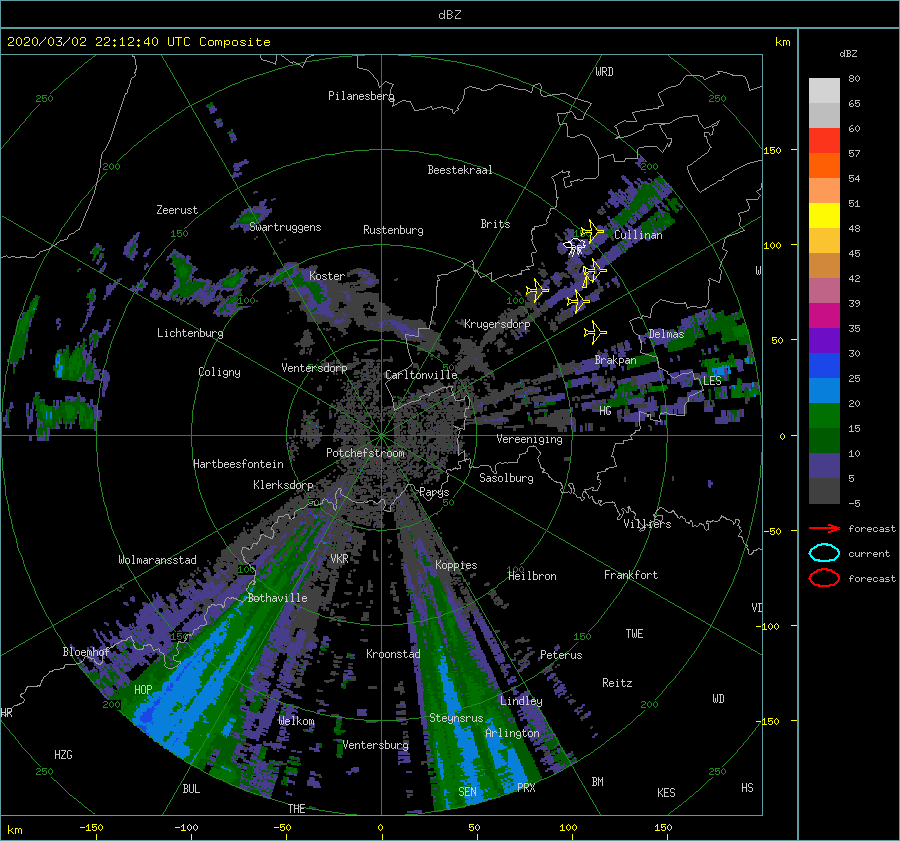 dBZ
2020/03/02 22:12:40 UTC Composite
km
dBZ
WRD
80
250
Pilanesberg
250
65
60
150
57
200
Beestekraal
200
54
Zeerust
51
Swartruggens
Brits
150
Rustenburg
Cullinan
48
100
45
W
Koster
42
100
100
39
Krugersdorp
Lichtenburg
Delmas
35
50
Brakpan
30
Ventersdorp
Coligny
Carltonville
LES
25
HG
20
Vereeniging
0
15
Potchefstroom
10
Hartbeesfontein
Sasolburg
5
Klerksdorp
Parys
50
50
-5
Villiers
forecast
-50
current
Wolmaransstad
VKR
Koppies
100
100
Heilbron
Frankfort
forecast
Bothaville
VI
-100
150
150
TWE
Bloemhof
Kroonstad
Peterus
Reitz
HOP
WD
Lindley
200
200
HR
Welkom
Steynsrus
-150
Arlington
Ventersburg
HZG
250
250
BUL
SEN
PRX
BM
KES
HS
THE
km
-150
-100
-50
0
50
100
150